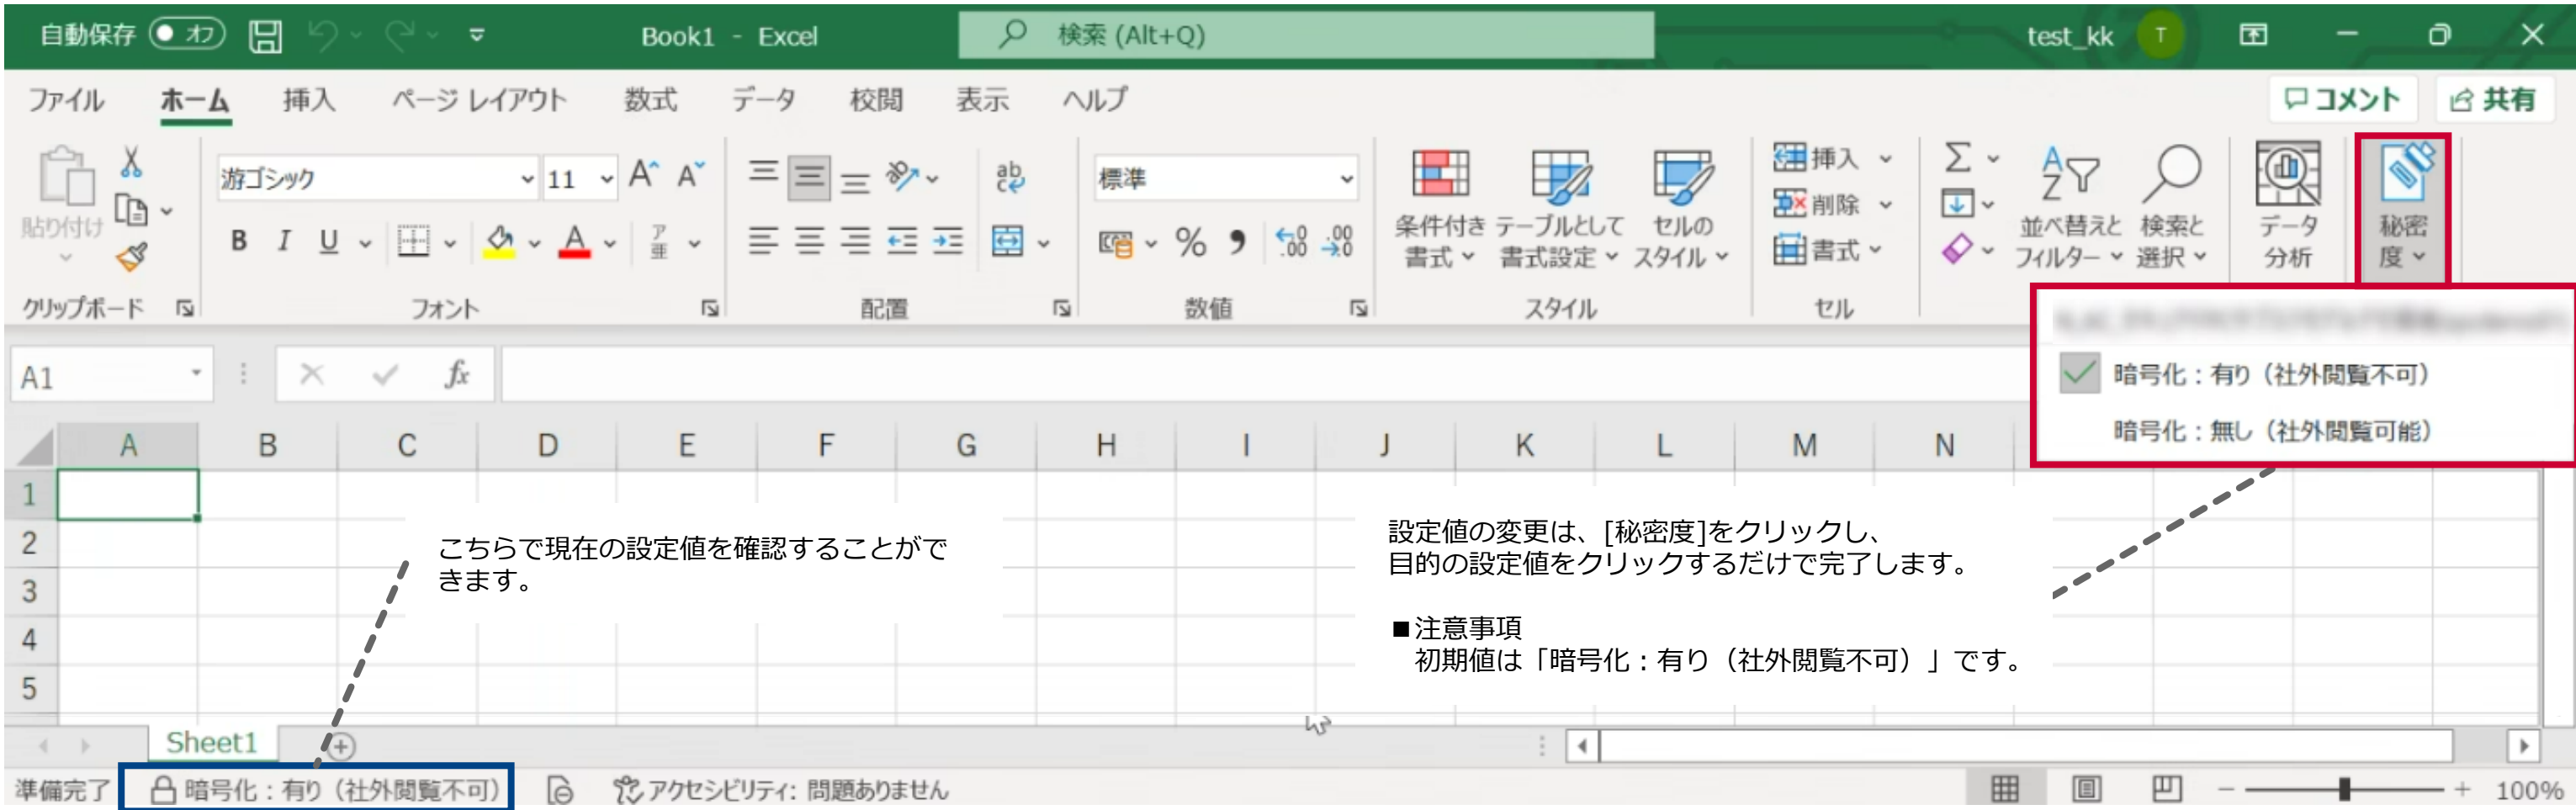 自動保存 オフ Book1 - Excel 検索 (Alt+Q) test_kk T
ファイル ホーム 挿入 ページ レイアウト 数式 データ 校閲 表示 ヘルプ コメント 共有
貼り付け
クリップボード
游ゴシック 11 A A
B I U A ア亜
フォント
ab
配置
標準
% 9 .00 .00
数値
条件付き書式
テーブルとして書式設定
セルのスタイル
スタイル
挿入
削除
書式
セル
Σ
並べ替えとフィルター
検索と選択
データ分析
秘密度
暗号化：有り（社外閲覧不可）
暗号化：無し（社外閲覧可能）
A1 fx
A B C D E F G H I J K L M N
1
2
3
4
5
こちらで現在の設定値を確認することがで
きます。
設定値の変更は、[秘密度]をクリックし、
目的の設定値をクリックするだけで完了します。
■注意事項
初期値は「暗号化：有り（社外閲覧不可）」です。
Sheet1
準備完了 暗号化：有り（社外閲覧不可） アクセシビリティ: 問題ありません 100%